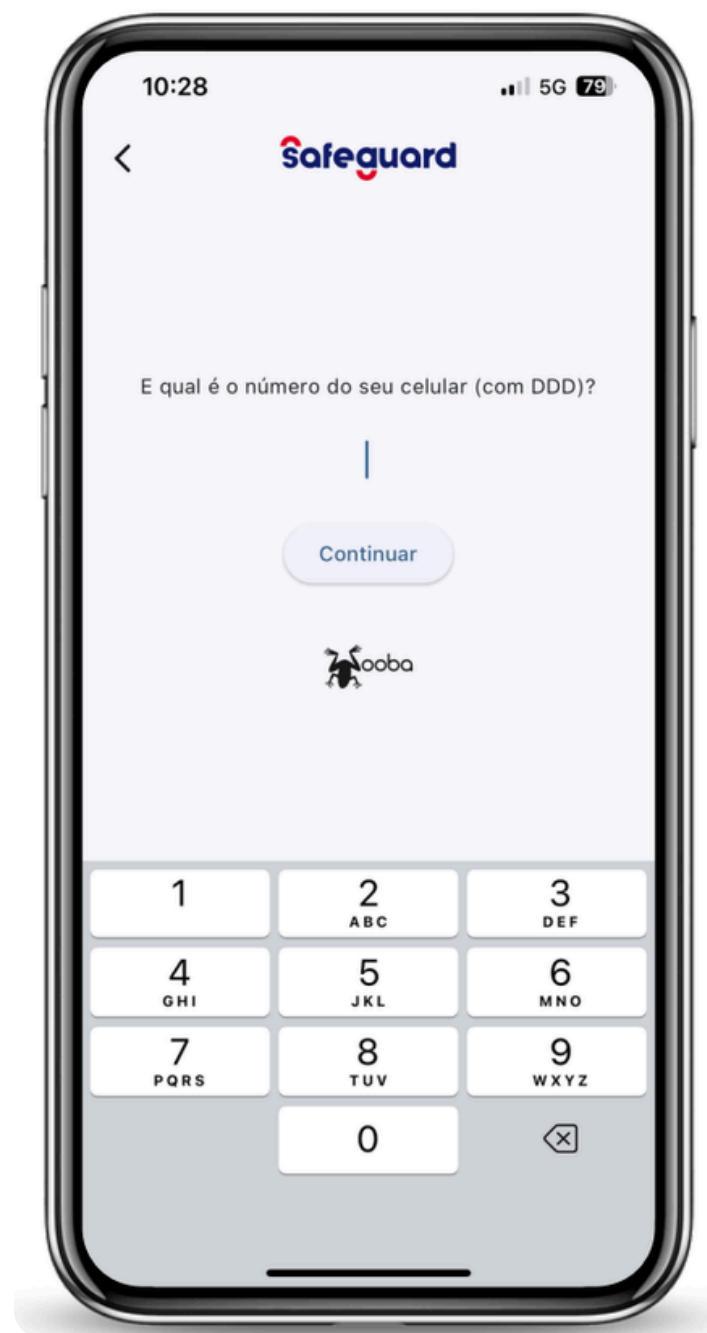 10:28
5G 79
safeguard
E qual é o número do seu celular (com DDD)?
Continuar
ooba
1
2
3
ABC
DEF
4
5
6
GHI
JKL
MNO
7
8
9
PQRS
TUV
WXYZ
0